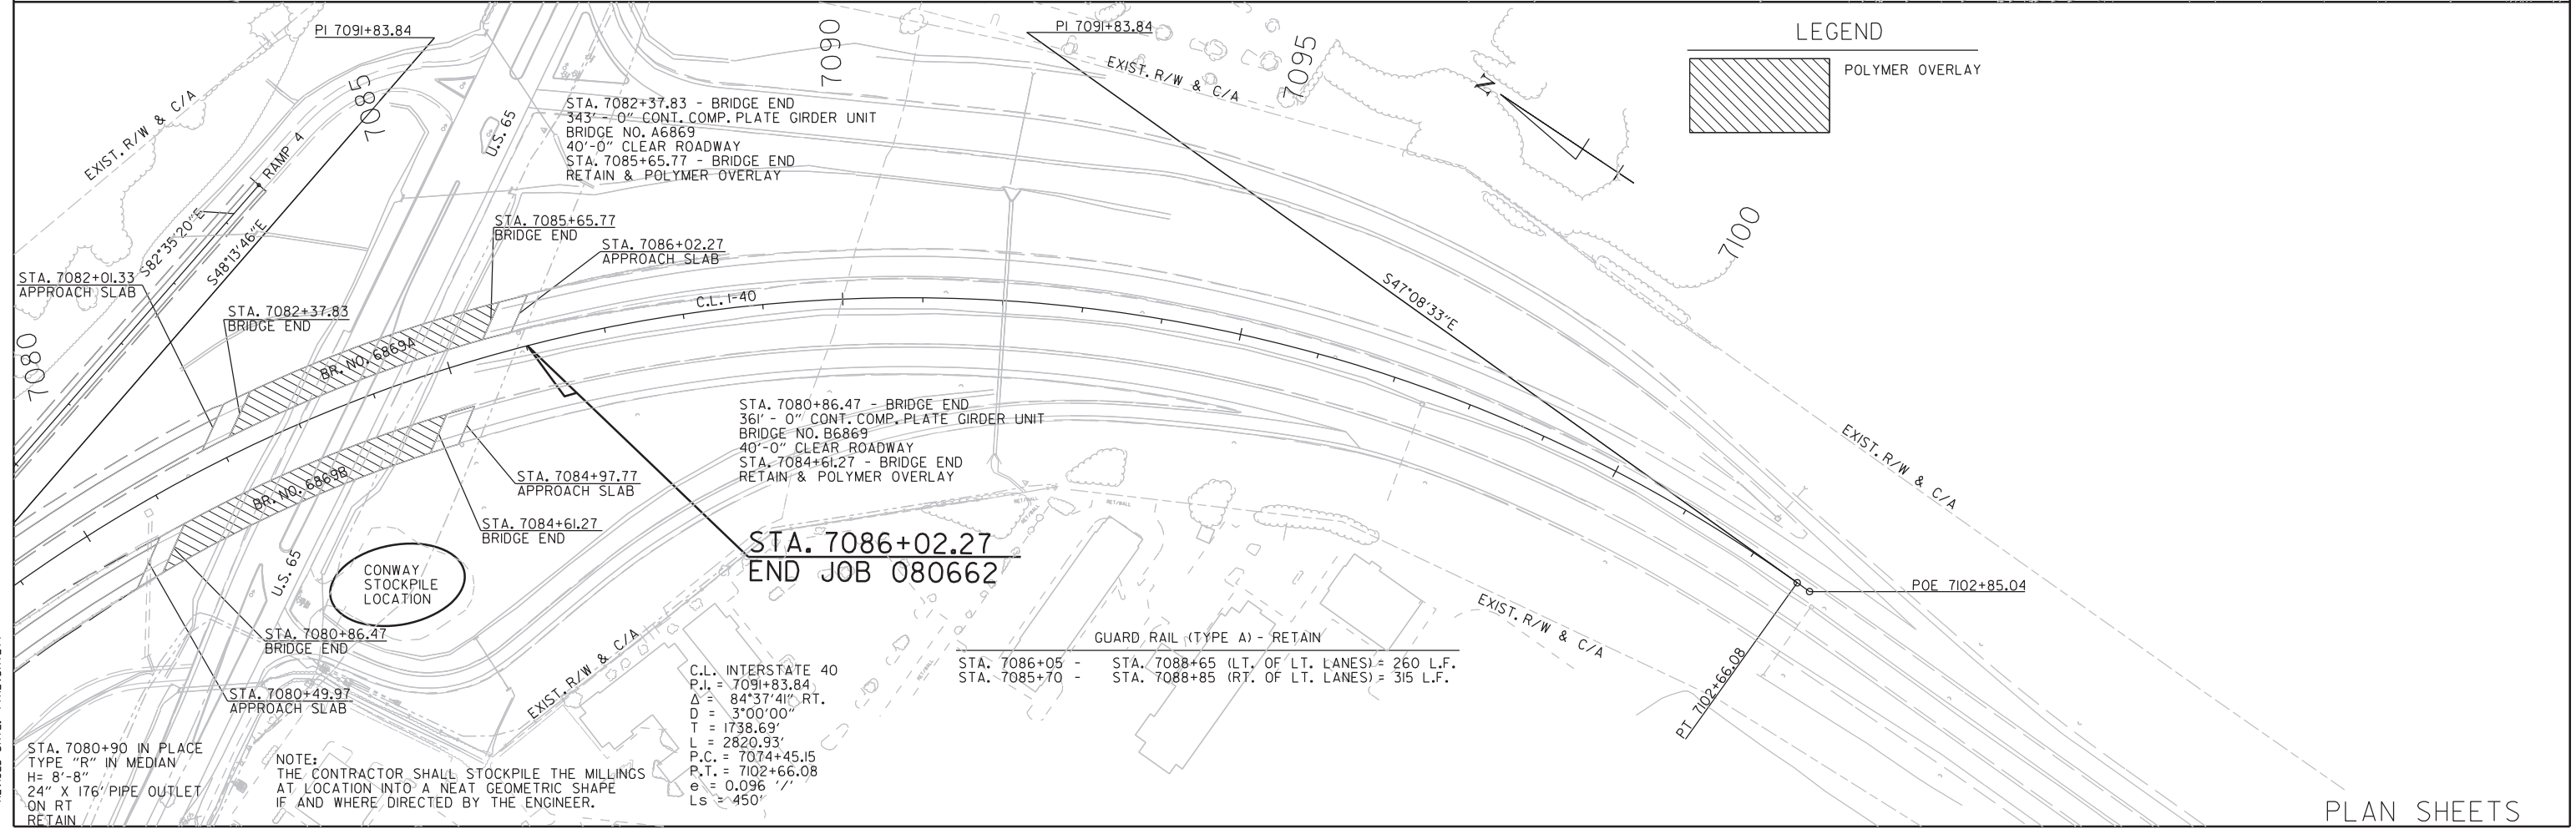 PI 7091+83.84
7085
EXIST. R/W & C/A
RAMP 4
S82°35'20"E
S48°13'46"E
U.S. 65
STA. 7082+37.83 - BRIDGE END
343' - 0" CONT. COMP. PLATE GIRDER UNIT
BRIDGE NO. A6869
40'-0" CLEAR ROADWAY
STA. 7085+65.77 - BRIDGE END
RETAIN & POLYMER OVERLAY
7090
PI 7091+83.84
EXIST. R/W & C/A
7095
N
LEGEND
POLYMER OVERLAY
7100
STA. 7085+65.77
BRIDGE END
STA. 7086+02.27
APPROACH SLAB
STA. 7082+01.33
APPROACH SLAB
STA. 7082+37.83
BRIDGE END
7080
BR. NO. 6869A
C.L. I-40
S47°08'33"E
STA. 7080+86.47 - BRIDGE END
361' - 0" CONT. COMP. PLATE GIRDER UNIT
BRIDGE NO. B6869
40'-0" CLEAR ROADWAY
STA. 7084+61.27 - BRIDGE END
RETAIN & POLYMER OVERLAY
BR. NO. 6869B
STA. 7084+97.77
APPROACH SLAB
STA. 7084+61.27
BRIDGE END
EXIST. R/W & C/A
STA. 7086+02.27
END JOB 080662
CONWAY
STOCKPILE
LOCATION
U.S. 65
RET/WALL
RET/WALL
RET/WALL
POE 7102+85.04
PT 7102+66.08
EXIST. R/W & C/A
STA. 7080+86.47
BRIDGE END
STA. 7080+49.97
APPROACH SLAB
EXIST. R/W & C/A
GUARD RAIL (TYPE A) - RETAIN
STA. 7086+05 - STA. 7088+65 (LT. OF LT. LANES) = 260 L.F.
STA. 7085+70 - STA. 7088+85 (RT. OF LT. LANES) = 315 L.F.
C.L. INTERSTATE 40
P.I. = 7091+83.84
Δ = 84°37'41" RT.
D = 3°00'00"
T = 1738.69'
L = 2820.93'
P.C. = 7074+45.15
P.T. = 7102+66.08
e = 0.096 '/'
Ls = 450'
STA. 7080+90 IN PLACE
TYPE "R" IN MEDIAN
H= 8'-8"
24" X 176' PIPE OUTLET
ON RT
RETAIN
NOTE:
THE CONTRACTOR SHALL STOCKPILE THE MILLINGS
AT LOCATION INTO A NEAT GEOMETRIC SHAPE
IF AND WHERE DIRECTED BY THE ENGINEER.
PLAN SHEETS